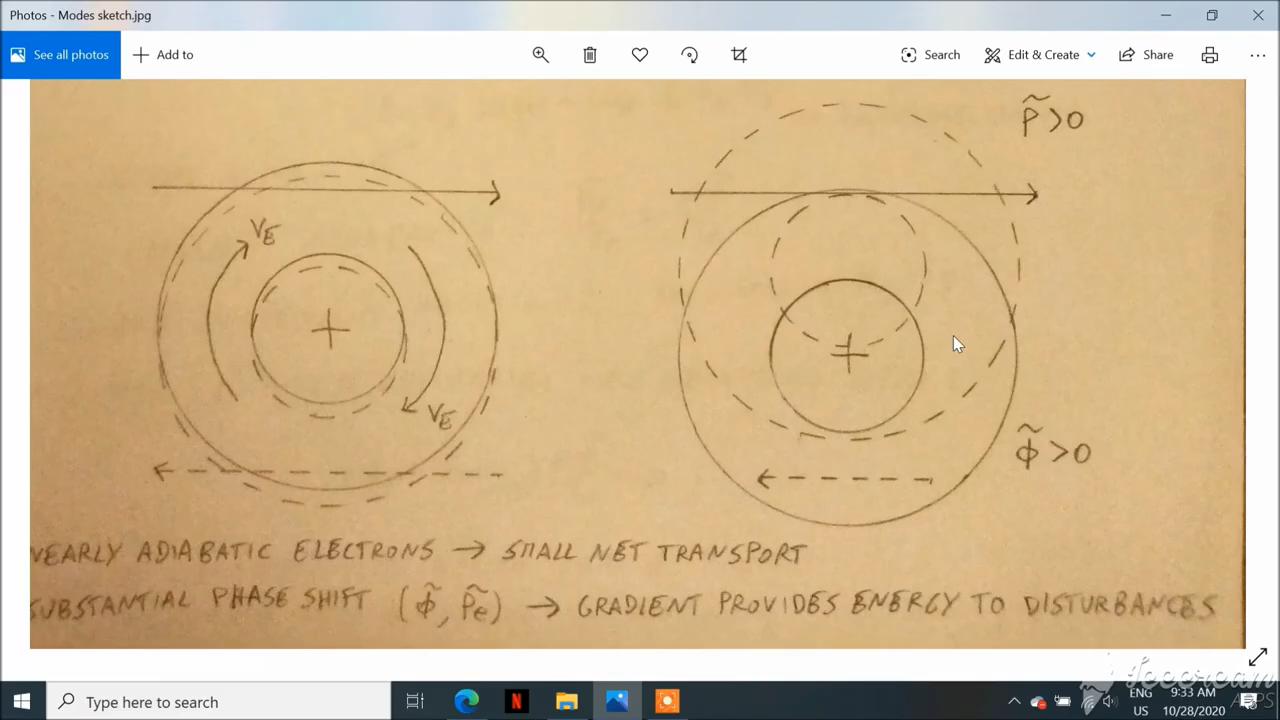 Photos - Modes sketch.jpg
See all photos
Add to
Search
Edit & Create
Share
p̃ > 0
V_E
V_E
Φ̃ > 0
NEARLY ADIABATIC ELECTRONS → SMALL NET TRANSPORT
SUBSTANTIAL PHASE SHIFT (Φ̃, p̃e) → GRADIENT PROVIDES ENERGY TO DISTURBANCES
Icecream
APPS
Type here to search
N
ENG
US
9:33 AM
10/28/2020